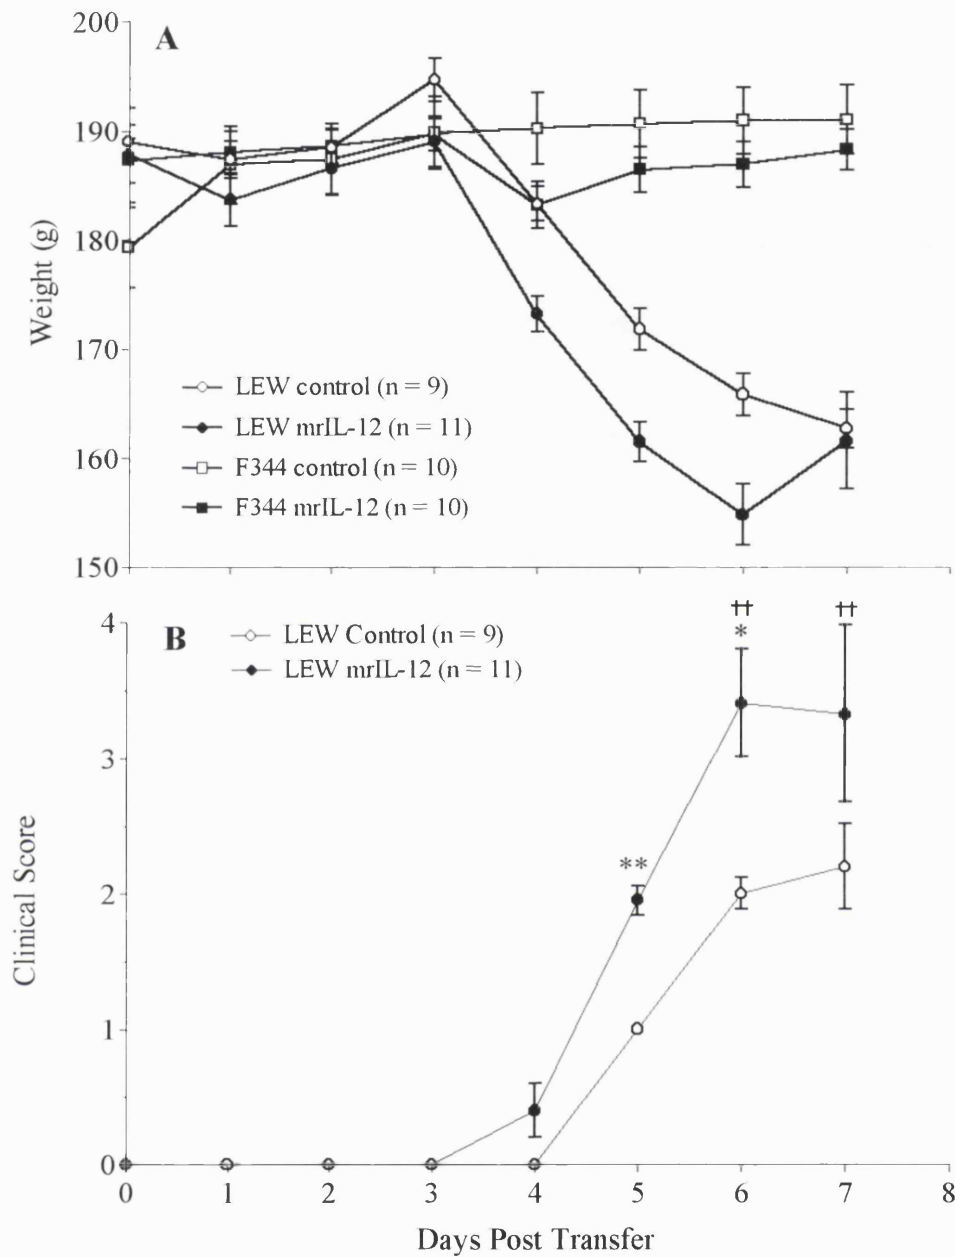 200
A
190
180
Weight (g)
170
LEW control (n = 9)
LEW mrIL-12 (n = 11)
160
F344 control (n = 10)
F344 mrIL-12 (n = 10)
150
4
††
††
B
LEW Control (n = 9)
*
LEW mrIL-12 (n = 11)
3
**
Clinical Score
2
1
0
0 1 2 3 4 5 6 7 8
Days Post Transfer